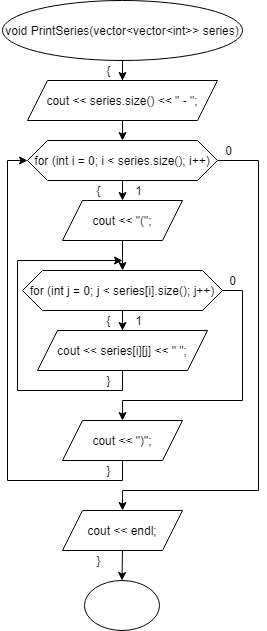 void PrintSeries(vector<vector<int>> series)
{
cout << series.size() << " - ";
for (int i = 0; i < series.size(); i++)
0
{ 1
cout << "(";
for (int j = 0; j < series[i].size(); j++)
0
{ 1
cout << series[i][j] << " ";
}
cout << ")";
}
cout << endl;
}